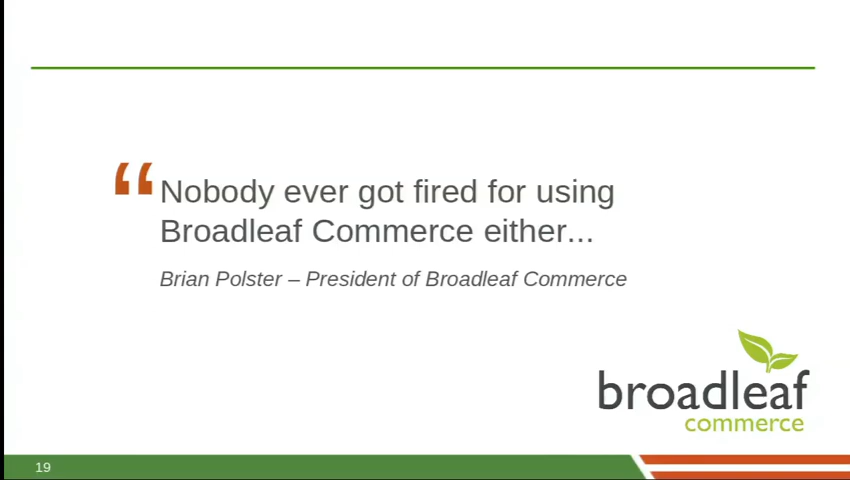 “Nobody ever got fired for using
Broadleaf Commerce either...
Brian Polster – President of Broadleaf Commerce
broadleaf
commerce
19